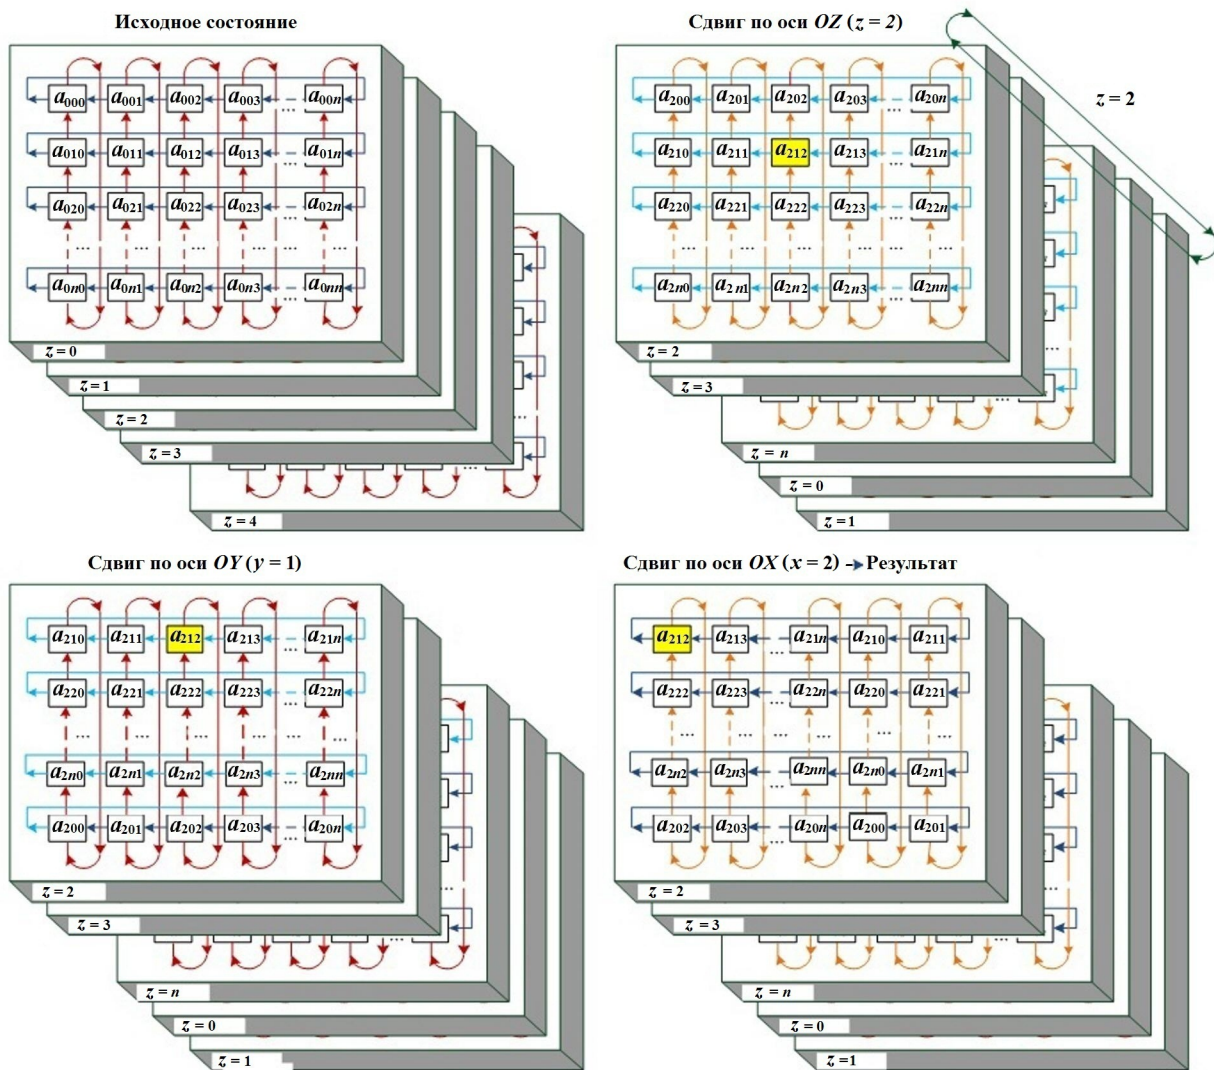 Исходное состояние
a000 a001 a002 a003 ... a00n
a010 a011 a012 a013 ... a01n
a020 a021 a022 a023 ... a02n
... ... ... ...
a0n0 a0n1 a0n2 a0n3 ... a0nn
...
...
z = 0
z = 1
z = 2
z = 3
z = 4
Сдвиг по оси OZ (z = 2)
z = 2
a200 a201 a202 a203 ... a20n
a210 a211 a212 a213 ... a21n
a220 a221 a222 a223 ... a22n
... ... ... ...
a2n0 a2n1 a2n2 a2n3 ... a2nn
...
...
z = 2
z = 3
z = n
z = 0
z = 1
Сдвиг по оси OY (y = 1)
a210 a211 a212 a213 ... a21n
a220 a221 a222 a223 ... a22n
... ... ... ...
a2n0 a2n1 a2n2 a2n3 ... a2nn
a200 a201 a202 a203 ... a20n
...
...
z = 2
z = 3
z = n
z = 0
z = 1
Сдвиг по оси OX (x = 2) Результат
a212 a213 ... a21n a210 a211
a222 a223 ... a22n a220 a221
... ... ... ...
a2n2 a2n3 ... a2nn a2n0 a2n1
a202 a203 ... a20n a200 a201
...
...
z = 2
z = 3
z = n
z = 0
z =1